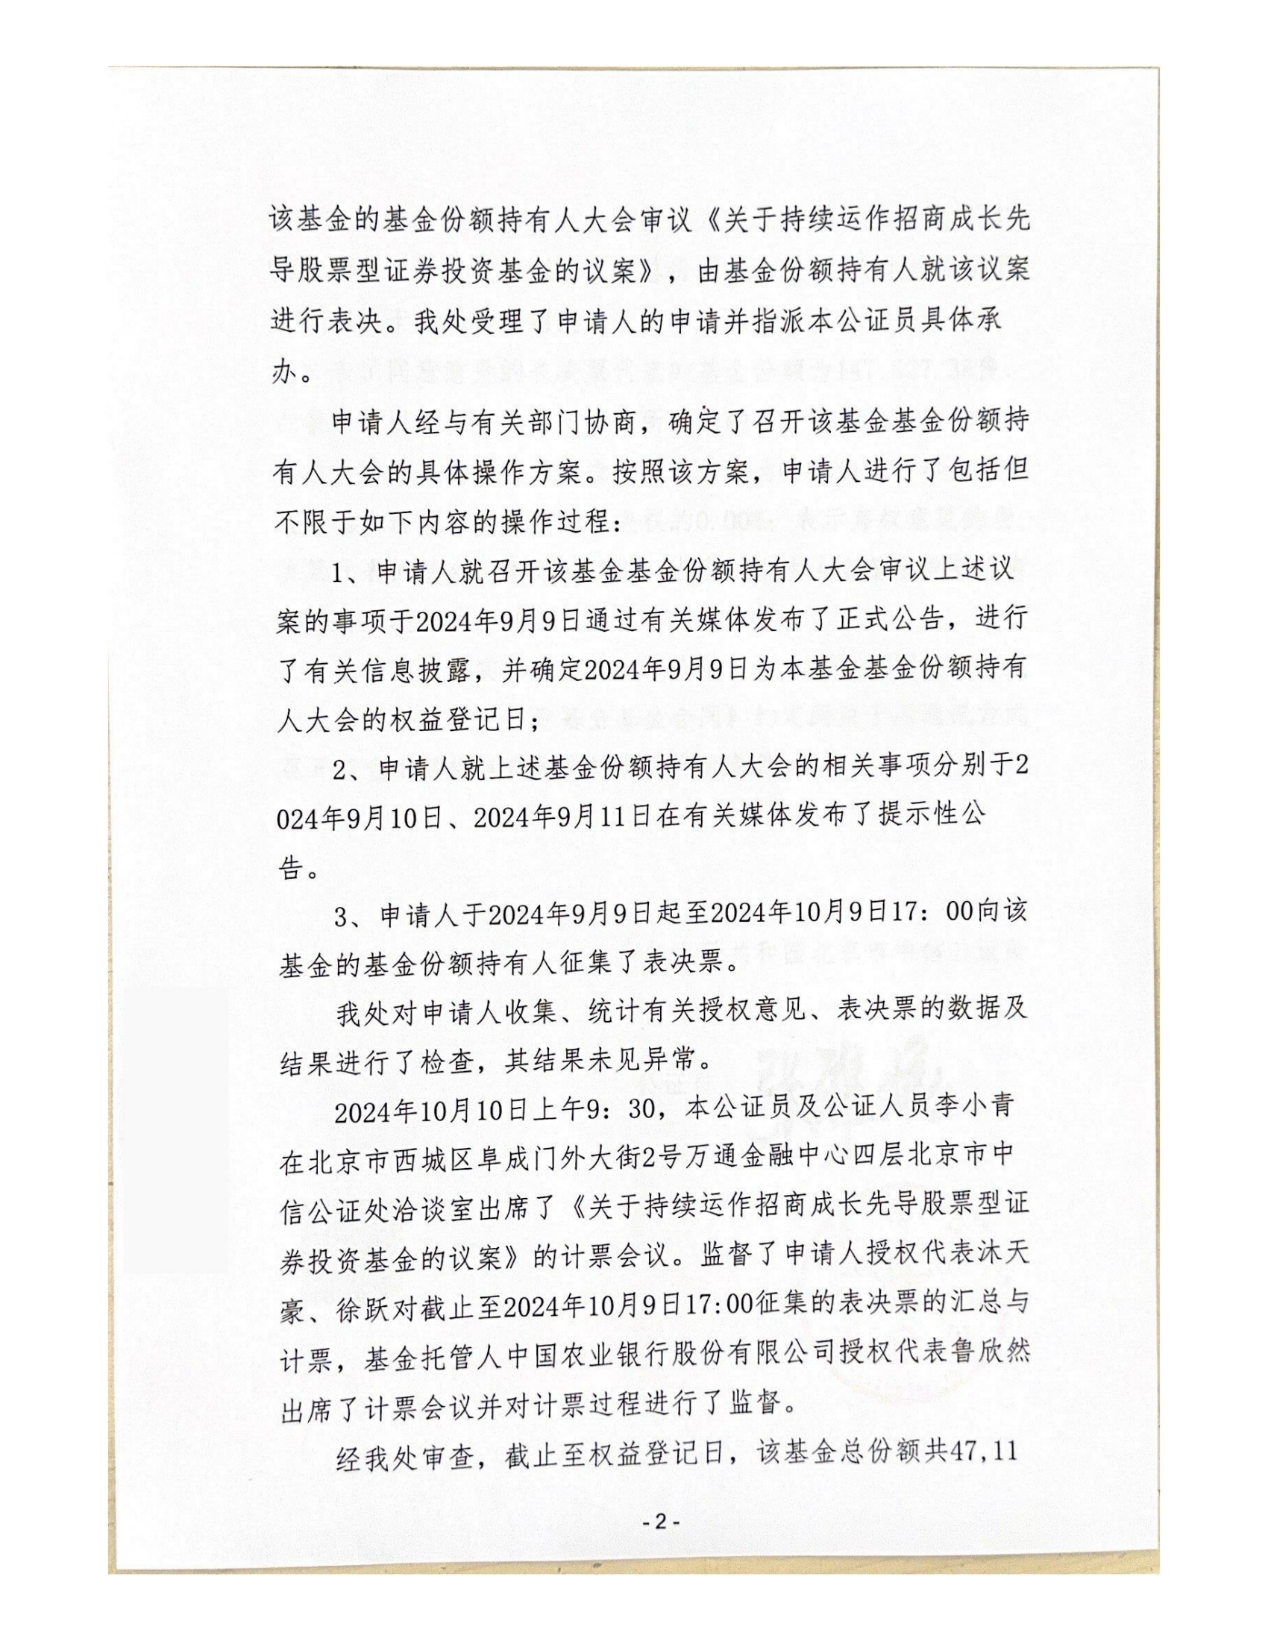 该基金的基金份额持有人大会审议《关于持续运作招商成长先
导股票型证券投资基金的议案》，由基金份额持有人就该议案
进行表决。我处受理了申请人的申请并指派本公证员具体承
办。
申请人经与有关部门协商，确定了召开该基金基金份额持
有人大会的具体操作方案。按照该方案，申请人进行了包括但
不限于如下内容的操作过程：
1、申请人就召开该基金基金份额持有人大会审议上述议
案的事项于2024年9月9日通过有关媒体发布了正式公告，进行
了有关信息披露，并确定2024年9月9日为本基金基金份额持有
人大会的权益登记日；
2、申请人就上述基金份额持有人大会的相关事项分别于2
024年9月10日、2024年9月11日在有关媒体发布了提示性公
告。
3、申请人于2024年9月9日起至2024年10月9日17：00向该
基金的基金份额持有人征集了表决票。
我处对申请人收集、统计有关授权意见、表决票的数据及
结果进行了检查，其结果未见异常。
2024年10月10日上午9：30，本公证员及公证人员李小青
在北京市西城区阜成门外大街2号万通金融中心四层北京市中
信公证处洽谈室出席了《关于持续运作招商成长先导股票型证
券投资基金的议案》的计票会议。监督了申请人授权代表沐天
豪、徐跃对截止至2024年10月9日17:00征集的表决票的汇总与
计票，基金托管人中国农业银行股份有限公司授权代表鲁欣然
出席了计票会议并对计票过程进行了监督。
经我处审查，截止至权益登记日，该基金总份额共47,11
- 2 -